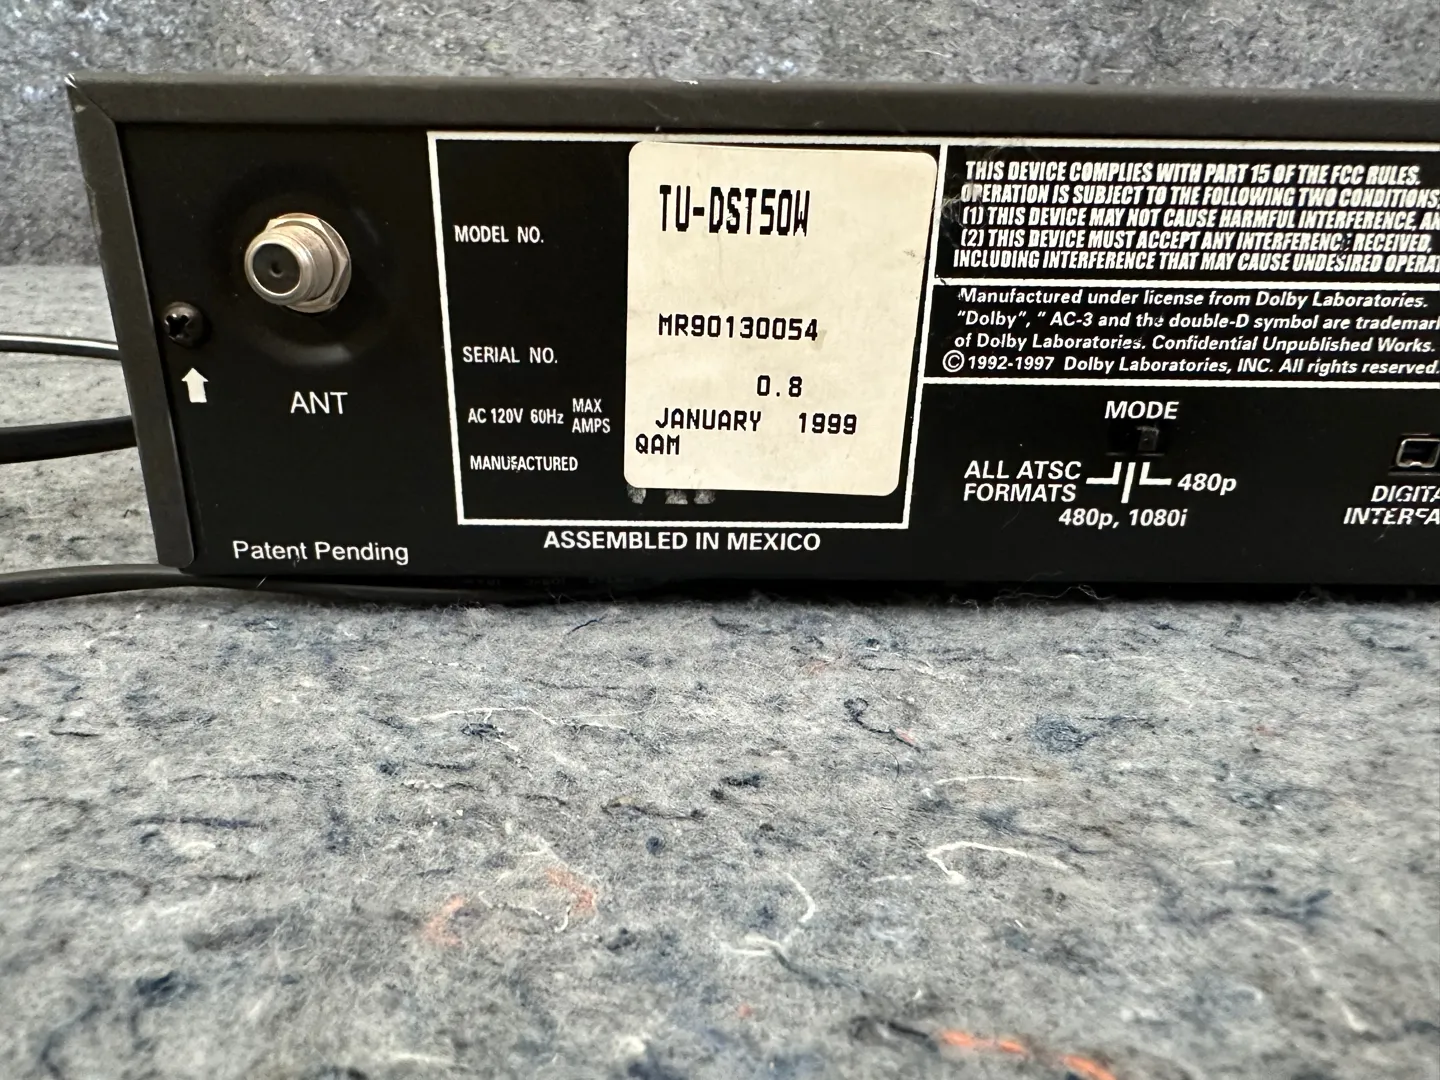 ANT
Patent Pending
MODEL NO.
TU-DST50W
SERIAL NO.
MR90130054
AC 120V 60Hz MAX AMPS
0.8
MANUFACTURED
JANUARY 1999
QAM
ASSEMBLED IN MEXICO
THIS DEVICE COMPLIES WITH PART 15 OF THE FCC RULES.
OPERATION IS SUBJECT TO THE FOLLOWING TWO CONDITIONS
(1) THIS DEVICE MAY NOT CAUSE HARMFUL INTERFERENCE, AN
(2) THIS DEVICE MUST ACCEPT ANY INTERFERENCE RECEIVED,
INCLUDING INTERFERENCE THAT MAY CAUSE UNDESIRED OPERAT
Manufactured under license from Dolby Laboratories.
"Dolby", " AC-3 and the double-D symbol are trademar
of Dolby Laboratories. Confidential Unpublished Works.
©1992-1997 Dolby Laboratories, INC. All rights reserved.
MODE
ALL ATSC
FORMATS
480p
480p, 1080i
DIGITA
INTERFA